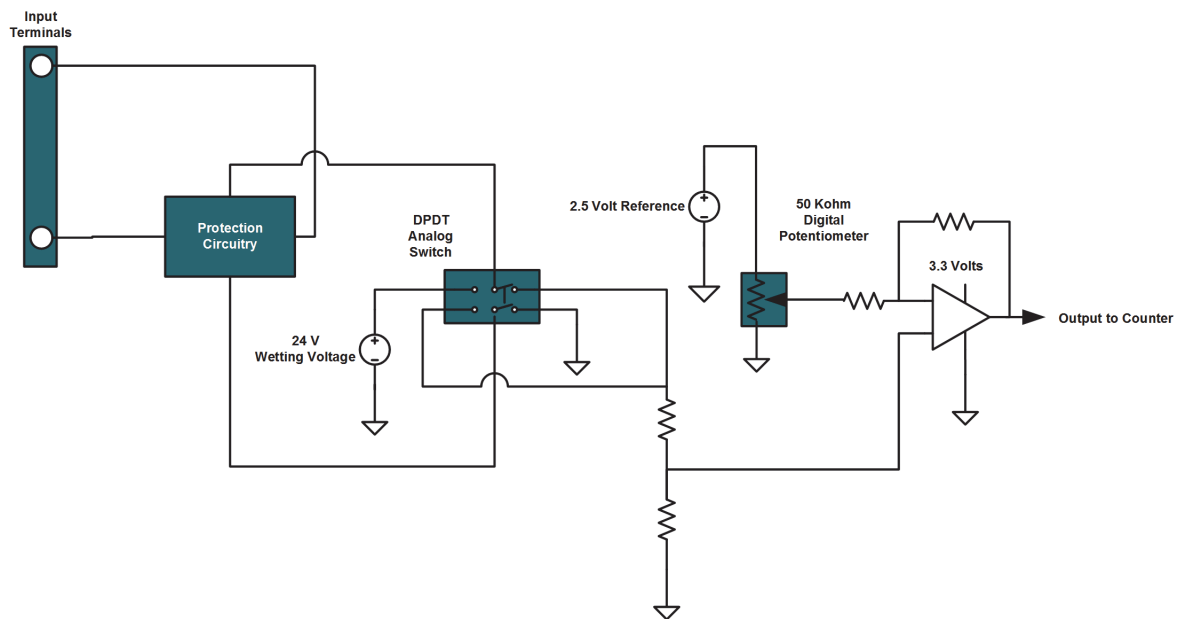 Input
Terminals
Protection
Circuitry
DPDT
Analog
Switch
24 V
Wetting Voltage
2.5 Volt Reference
50 Kohm
Digital
Potentiometer
3.3 Volts
Output to Counter